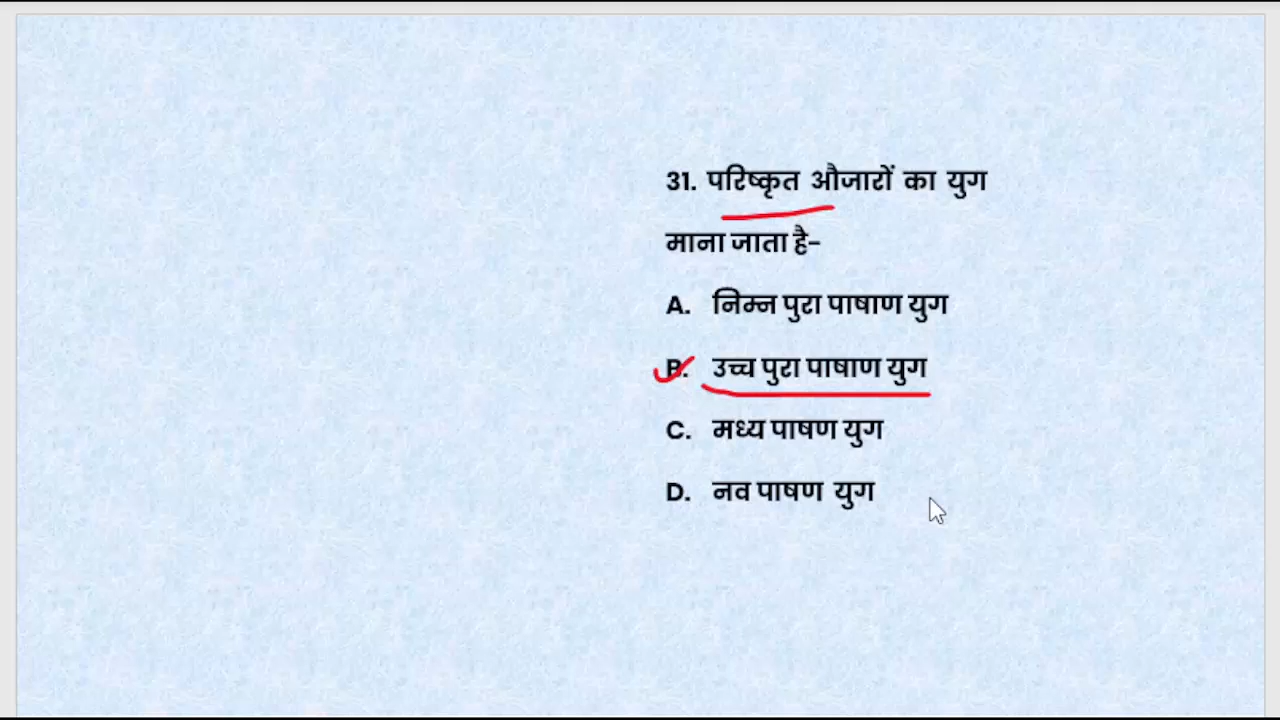 31. परिष्कृत औजारों का युग
माना जाता है-
A. निम्न पुरा पाषाण युग
B. उच्च पुरा पाषाण युग
C. मध्य पाषण युग
D. नव पाषण युग